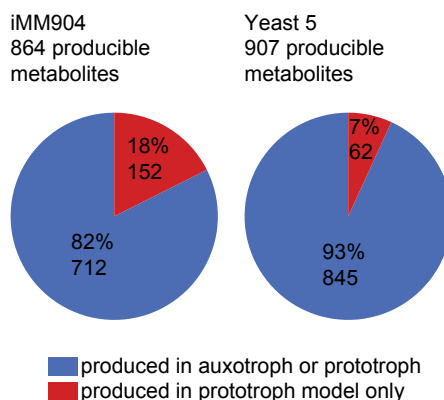 iMM904
864 producible
metabolites
Yeast 5
907 producible
metabolites
18%
152
82%
712
7%
62
93%
845
produced in auxotroph or prototroph
produced in prototroph model only